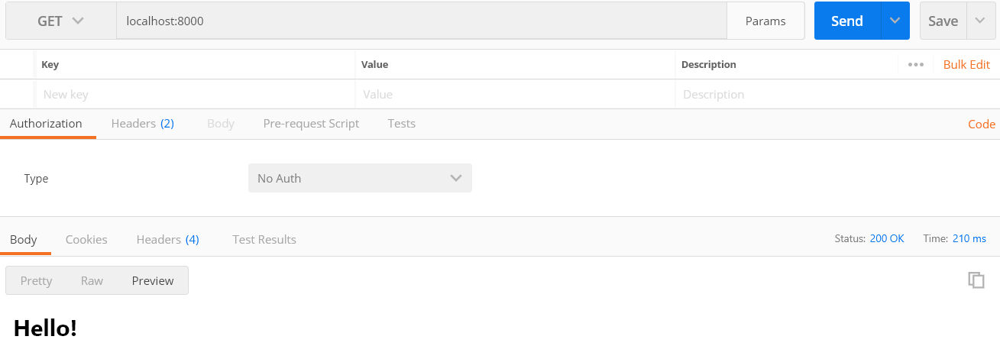 GET localhost:8000 Params Send Save
Key Value Description ••• Bulk Edit
New key Value Description
Authorization Headers (2) Body Pre-request Script Tests Code
Type No Auth
Body Cookies Headers (4) Test Results Status: 200 OK Time: 210 ms
Pretty Raw Preview
Hello!